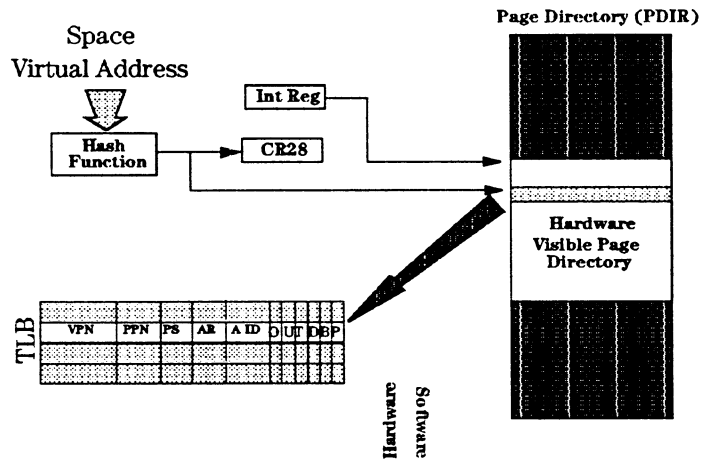 Page Directory (PDIR)
Space
Virtual Address
Int Reg
Hash
Function
CR28
Hardware
Visible Page
Directory
TLB
VPN PPN PS AR A ID O U T D B P
Hardware
Software